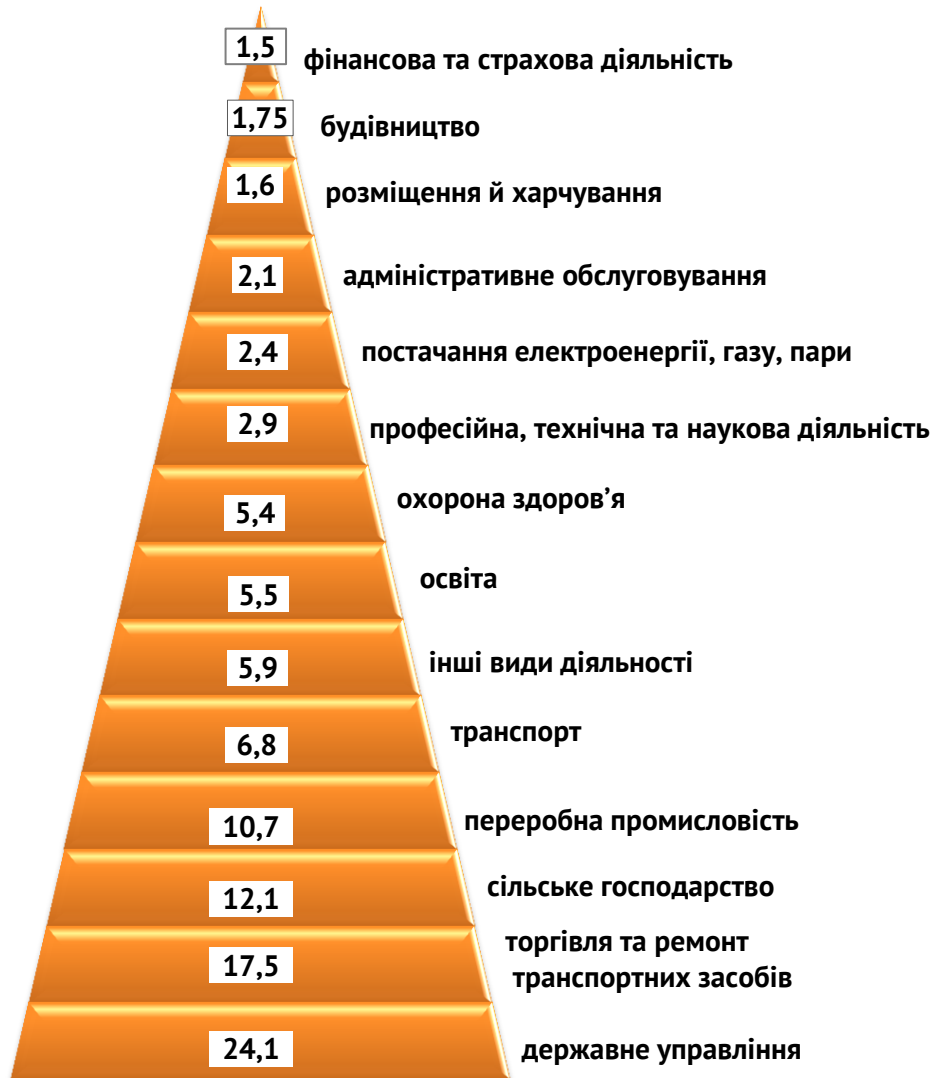 1,5 фінансова та страхова діяльність
1,75 будівництво
1,6 розміщення й харчування
2,1 адміністративне обслуговування
2,4 постачання електроенергії, газу, пари
2,9 професійна, технічна та наукова діяльність
5,4 охорона здоров’я
5,5 освіта
5,9 інші види діяльності
6,8 транспорт
10,7 переробна промисловість
12,1 сільське господарство
17,5 торгівля та ремонт
транспортних засобів
24,1 державне управління